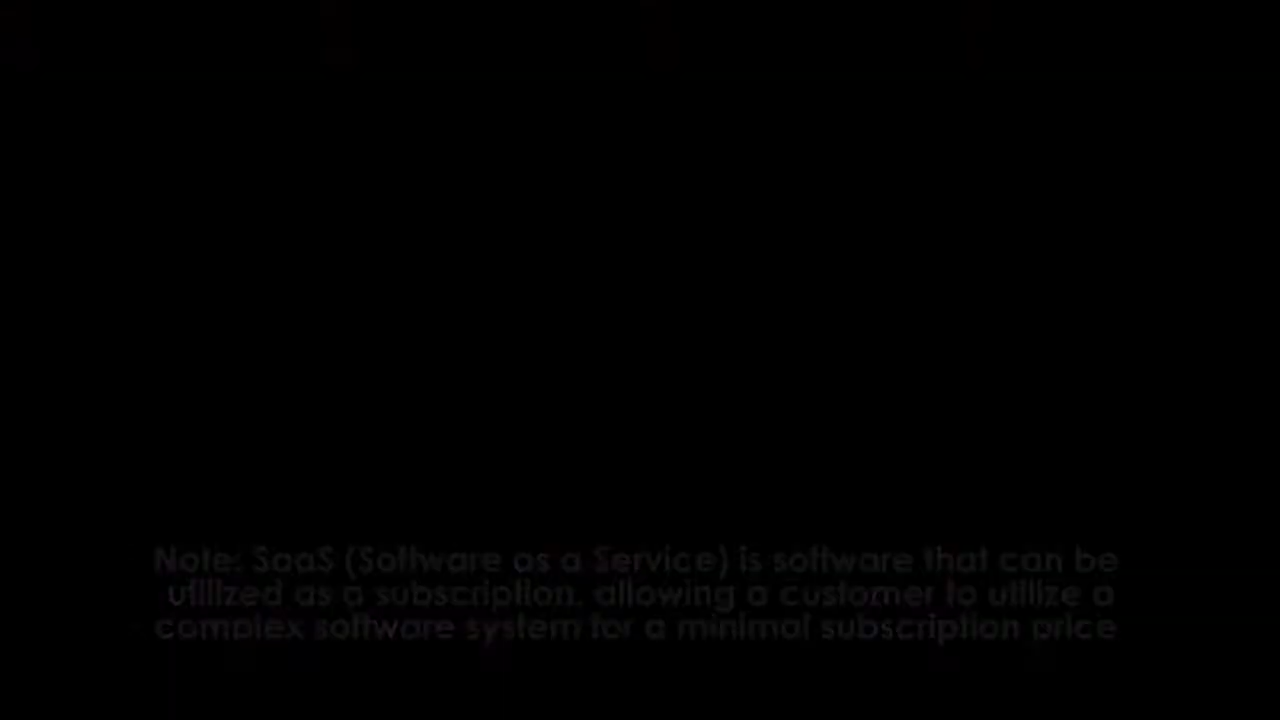 Note: SaaS (Software as a Service) is software that can be
utilized as a subscription, allowing a customer to utilize a
complex software system for a minimal subscription price